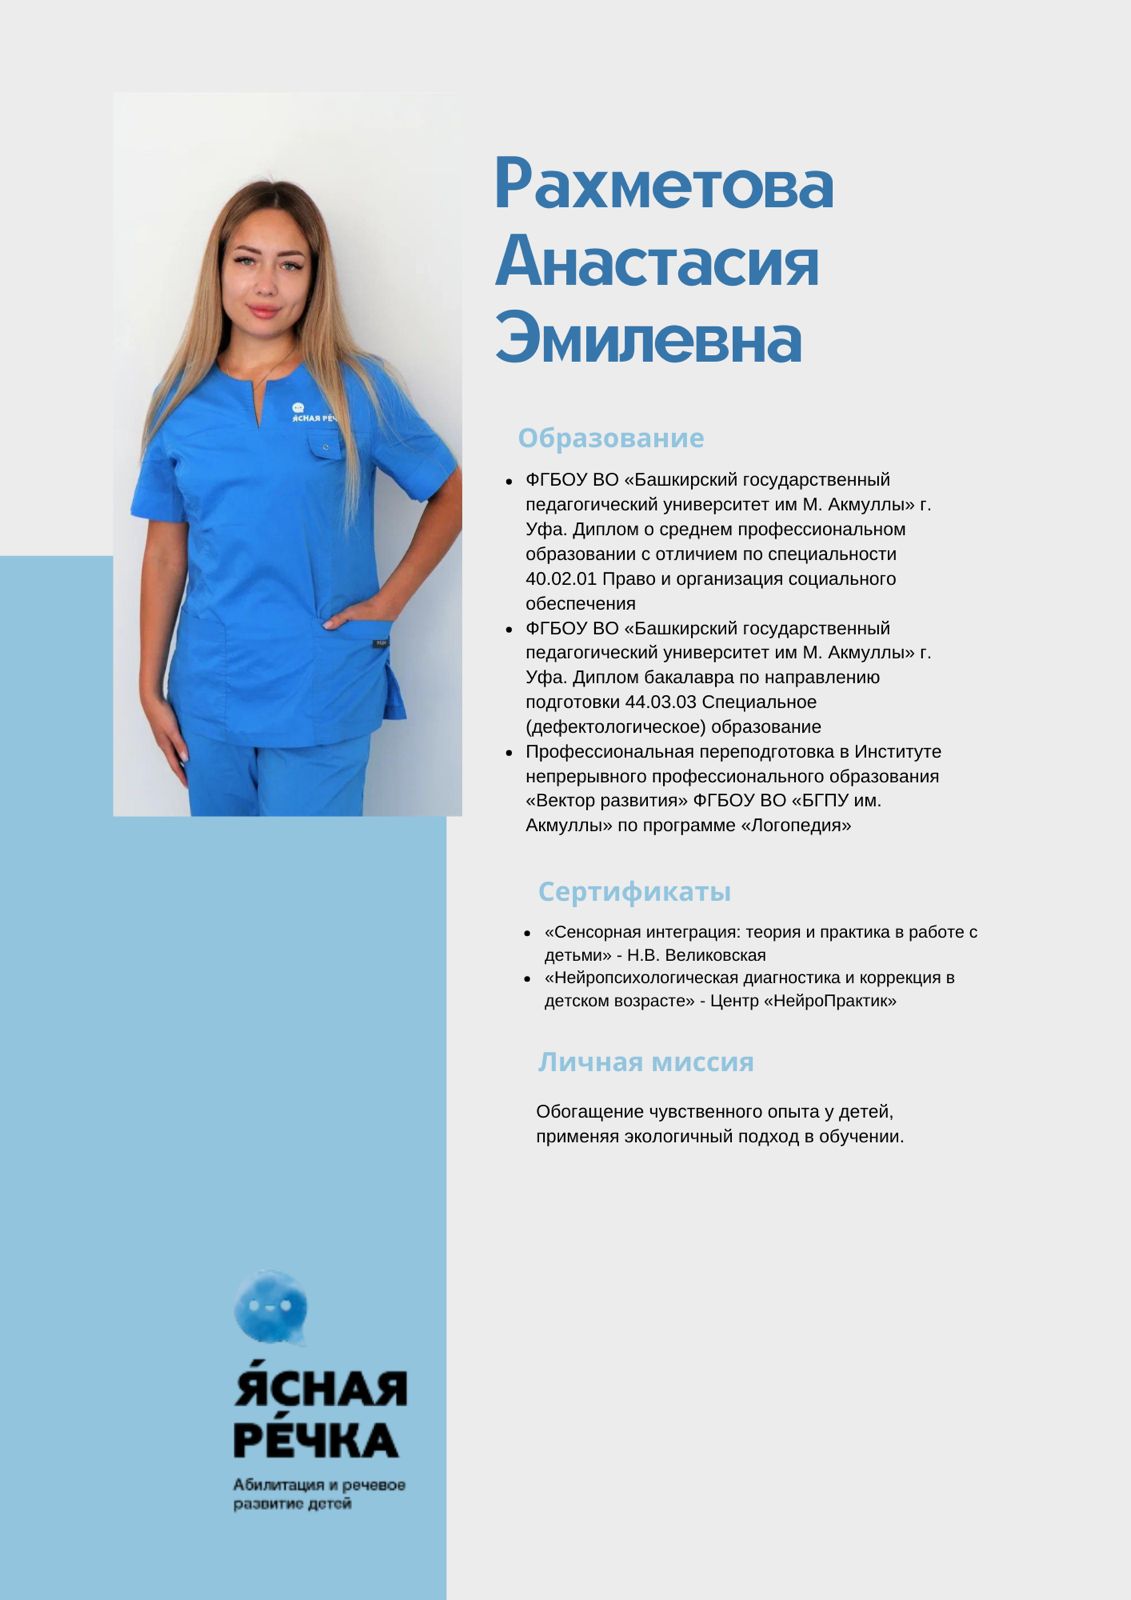 Рахметова
Анастасия
Эмилевна
ЯСНАЯ
Образование
• ФГБОУ ВО «Башкирский государственный
педагогический университет им М. Акмуллы» г.
Уфа. Диплом о среднем профессиональном
образовании с отличием по специальности
40.02.01 Право и организация социального
обеспечения
• ФГБОУ ВО «Башкирский государственный
педагогический университет им М. Акмуллы» г.
Уфа. Диплом бакалавра по направлению
подготовки 44.03.03 Специальное
(дефектологическое) образование
• Профессиональная переподготовка в Институте
непрерывного профессионального образования
«Вектор развития» ФГБОУ ВО «БГПУ им.
Акмуллы» по программе «Логопедия»
Сертификаты
• «Сенсорная интеграция: теория и практика в работе с
детьми» - Н.В. Великовская
• «Нейропсихологическая диагностика и коррекция в
детском возрасте» - Центр «НейроПрактик»
Личная миссия
Обогащение чувственного опыта у детей,
применяя экологичный подход в обучении.
Я́СНАЯ
РЕ́ЧКА
Абилитация и речевое
развитие детей